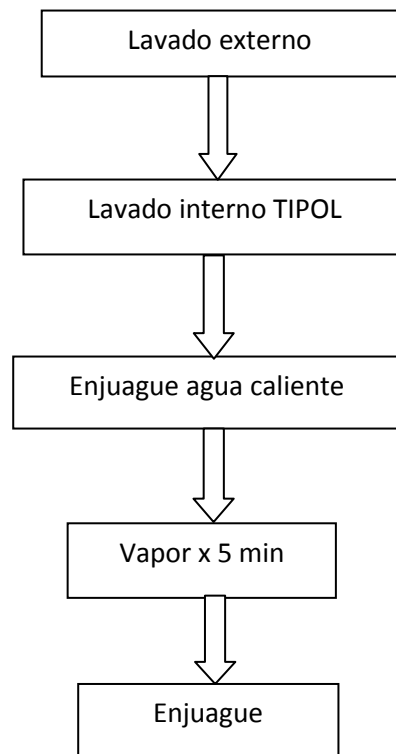 Lavado externo
Lavado interno TIPOL
Enjuague agua caliente
Vapor x 5 min
Enjuague